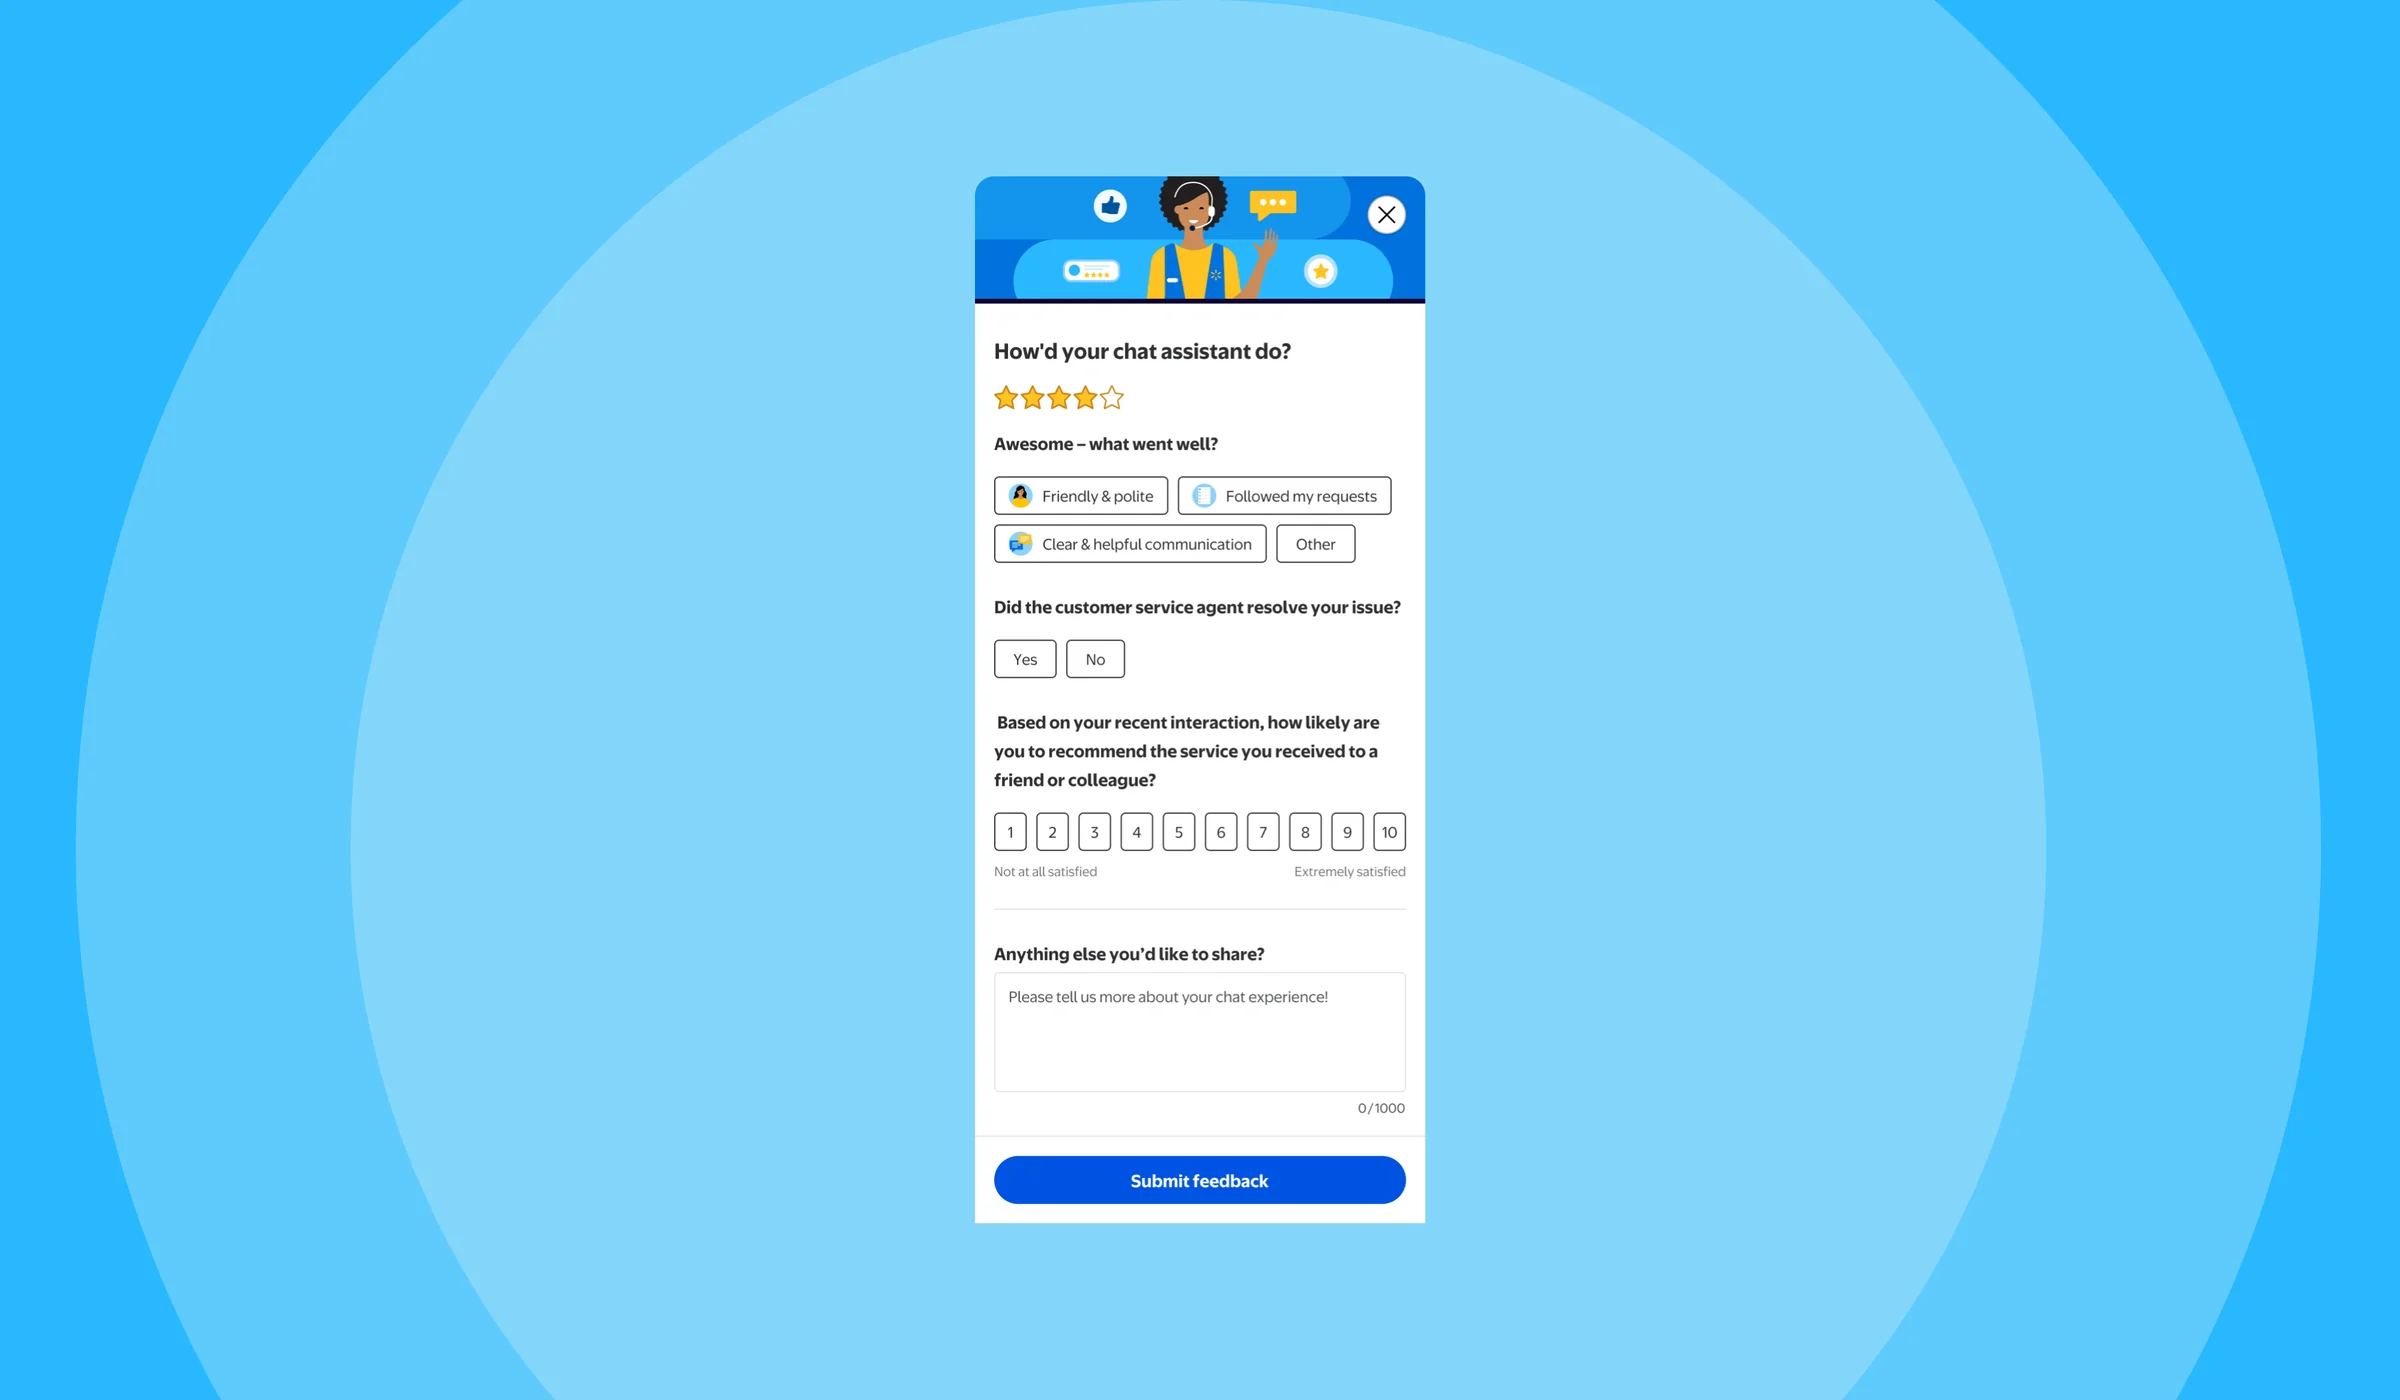 How'd your chat assistant do?
Awesome – what went well?
Friendly & polite
Followed my requests
Clear & helpful communication
Other
Did the customer service agent resolve your issue?
Yes
No
Based on your recent interaction, how likely are
you to recommend the service you received to a
friend or colleague?
1 2 3 4 5 6 7 8 9 10
Not at all satisfied
Extremely satisfied
Anything else you’d like to share?
Please tell us more about your chat experience!
0/1000
Submit feedback